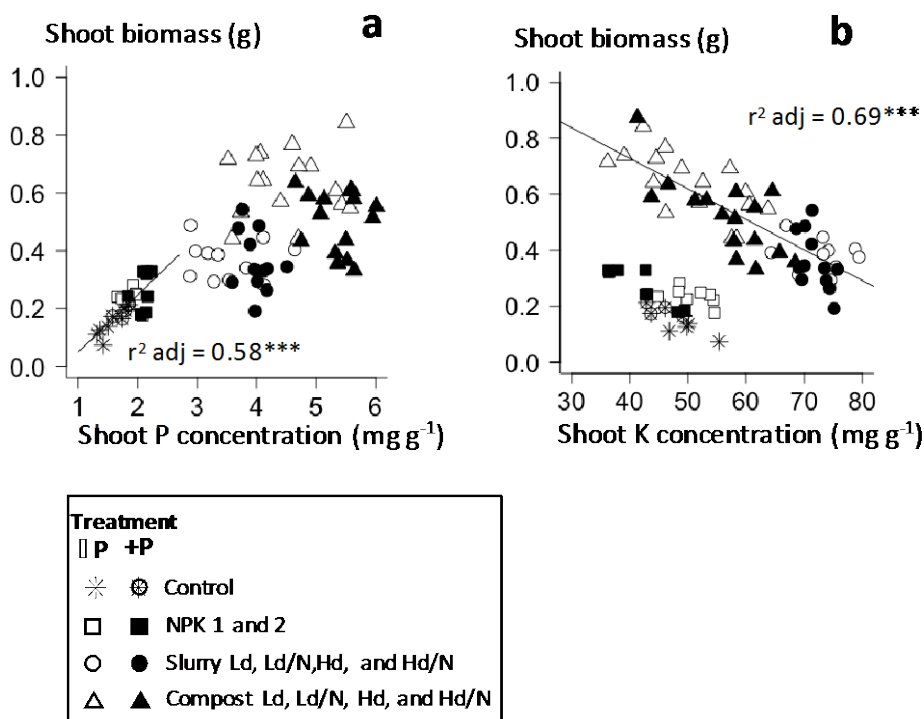 a
Shoot biomass (g)
1.0
0.8
0.6
0.4
0.2
0.0
r² adj = 0.58***
1 2 3 4 5 6
Shoot P concentration (mg g⁻¹)
b
Shoot biomass (g)
1.0
0.8
0.6
0.4
0.2
0.0
r² adj = 0.69***
30 40 50 60 70 80
Shoot K concentration (mg g⁻¹)
Treatment
▯ P +P
Control
NPK 1 and 2
Slurry Ld, Ld/N,Hd, and Hd/N
Compost Ld, Ld/N, Hd, and Hd/N